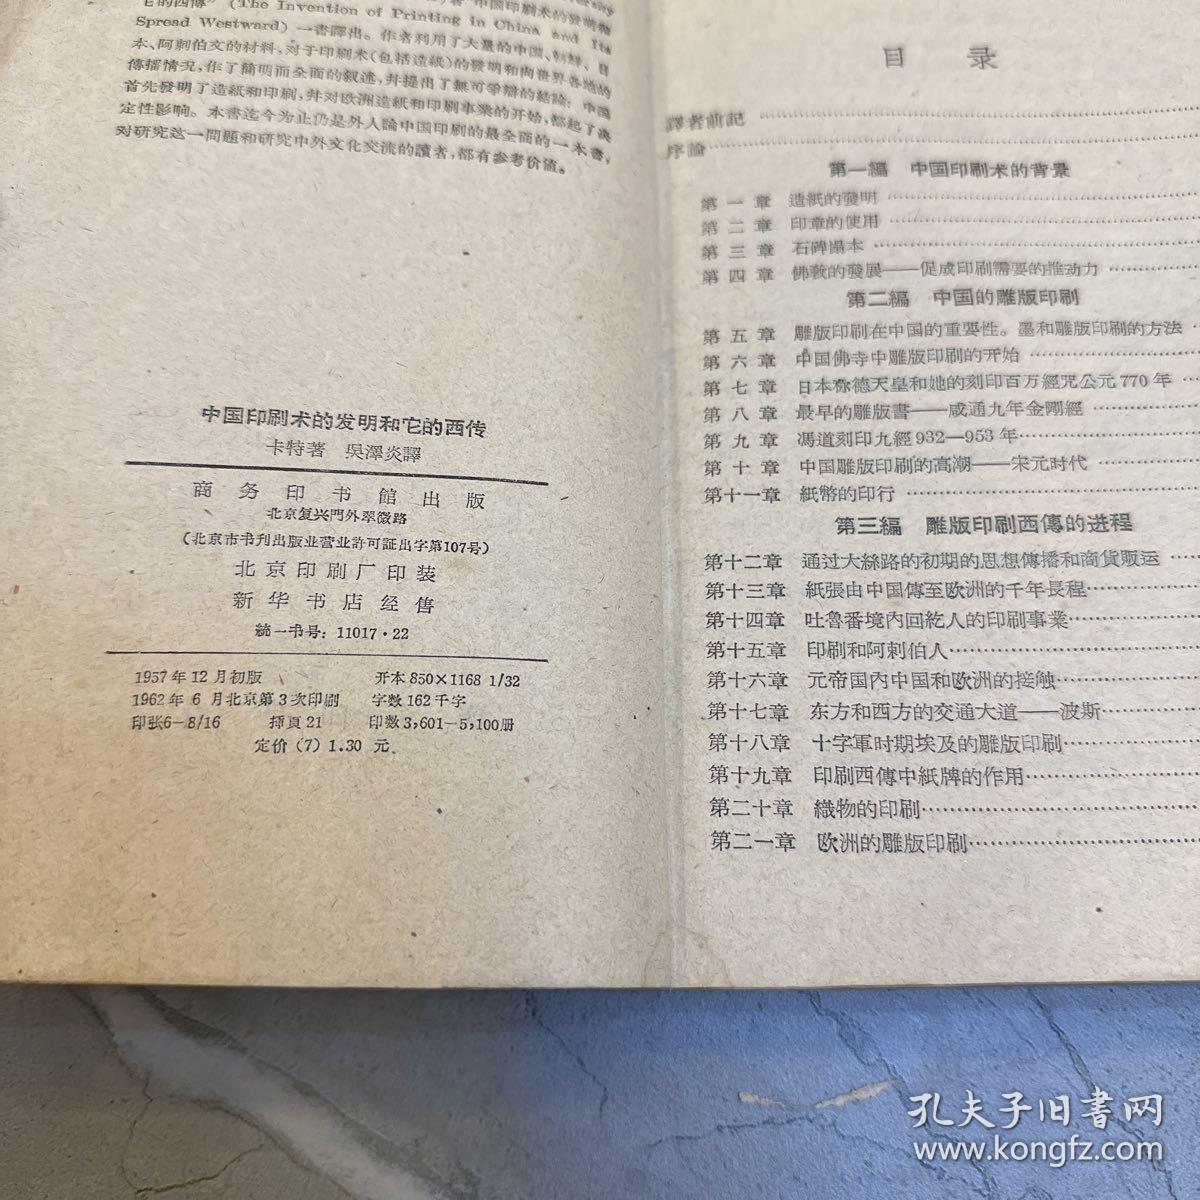 它的西傳" (The Invention of Printing in China and Its
Spread Westward) 一書譯出。作者利用了大量的中国、朝鮮、日
本、阿剌伯文的材料，对于印刷术(包括造紙)的發明和向世界各地的
傳播情况，作了簡明而全面的叙述，并提出了無可爭辯的結論：中国
首先發明了造紙和印刷，并对欧洲造紙和印刷事業的开始，都起了决
定性影响。本書迄今为止仍是外人論中国印刷的最全面的一本書，
对研究这一問題和研究中外文化交流的讀者，都有参考价値。
中国印刷术的发明和它的西传
卡特著 吳澤炎譯
商务印书館出版
北京复兴門外翠微路
(北京市书刊出版业营业許可証出字第107号)
北京印刷厂印装
新华书店经售
統一书号：11017·22
1957年12月初版 开本850×1168 1/32
1962年6月北京第3次印刷 字数162千字
印张6—8/16 插頁21 印数3,601—5,100册
定价(7) 1.30 元
目录
譯者前記
序論
第一編 中国印刷术的背景
第一章 造紙的發明
第二章 印章的使用
第三章 石碑搨本
第四章 佛敎的發展——促成印刷需要的推动力
第二編 中国的雕版印刷
第五章 雕版印刷在中国的重要性。墨和雕版印刷的方法
第六章 中国佛寺中雕版印刷的开始
第七章 日本称德天皇和她的刻印百万經咒公元770年
第八章 最早的雕版書——咸通九年金剛經
第九章 馮道刻印九經932—953年
第十章 中国雕版印刷的高潮——宋元时代
第十一章 紙幣的印行
第三編 雕版印刷西傳的进程
第十二章 通过大絲路的初期的思想傳播和商貨販运
第十三章 紙張由中国傳至欧洲的千年長程
第十四章 吐魯番境內回紇人的印刷事業
第十五章 印刷和阿剌伯人
第十六章 元帝国內中国和欧洲的接触
第十七章 东方和西方的交通大道——波斯
第十八章 十字軍时期埃及的雕版印刷
第十九章 印刷西傳中紙牌的作用
第二十章 織物的印刷
第二一章 欧洲的雕版印刷
孔夫子旧书网
www.kongfz.com